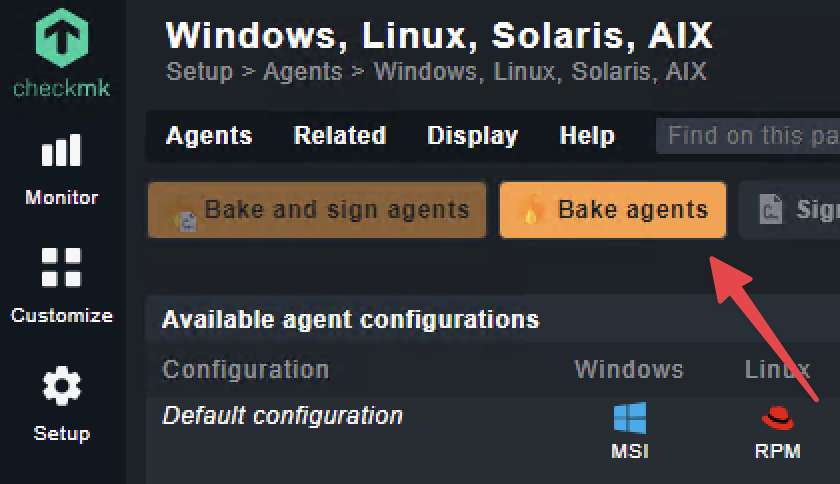 checkmk
Monitor
Customize
Setup
Windows, Linux, Solaris, AIX
Setup > Agents > Windows, Linux, Solaris, AIX
Agents Related Display Help Find on this pa
Bake and sign agents Bake agents Sign
Available agent configurations
Configuration Windows Linux
Default configuration
MSI RPM